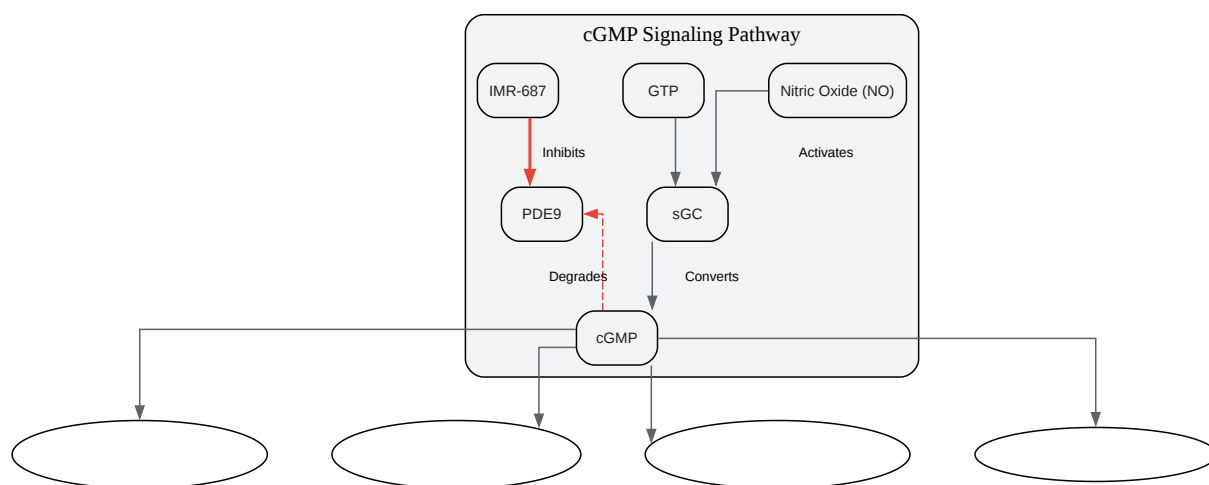 cGMP Signaling Pathway
IMR-687
GTP
Nitric Oxide (NO)
Inhibits
Activates
PDE9
sGC
Degrades
Converts
cGMP